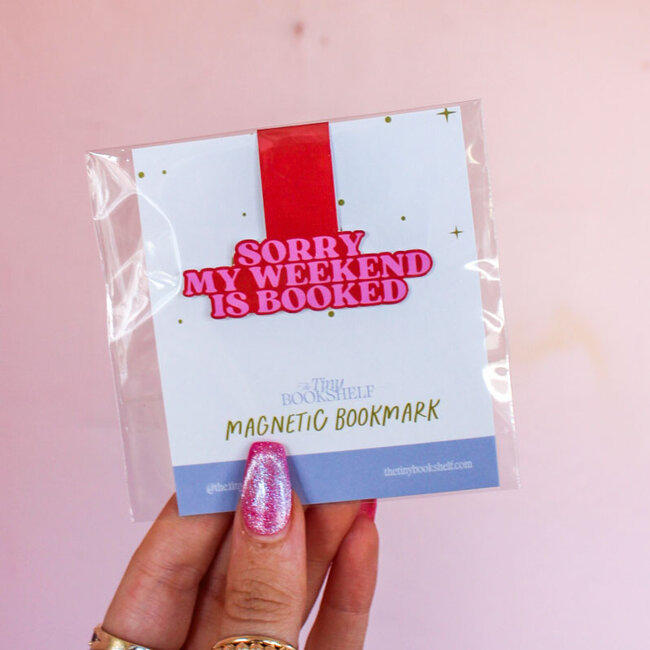 SORRY
MY WEEKEND
IS BOOKED
The Tiny
BOOKSHELF
MAGNETIC BOOKMARK
thetinybookshelf.com